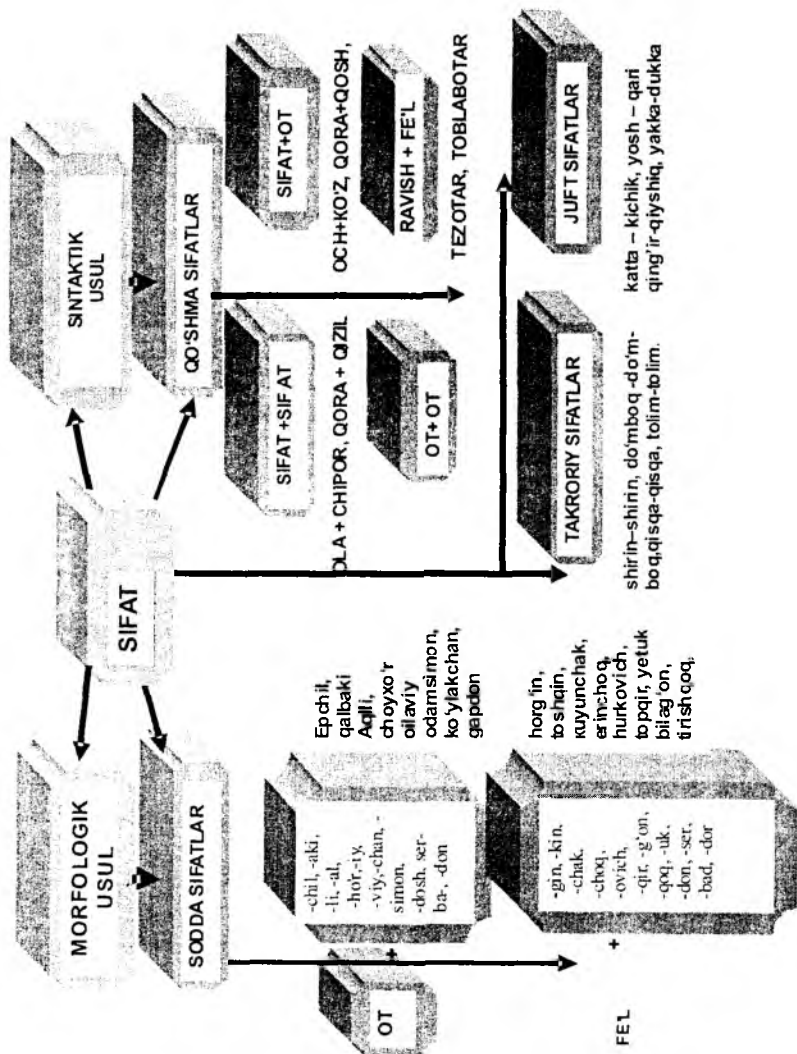 SIFAT
MORFOLOGIK
USUL
SODDA SIFATLAR
OT
+
-chil, -aki,
-li, -al,
-ho'r, -iy,
-viy, -chan, -
simon,
-dosh, ser-
ba-, -don
Epchil,
qalbaki
Aqlli,
choyxo'r
oilaviy
odamsimon,
ko'ylakchan,
gapdon
FE'L
+
-gin, -kin,
-chak,
-choq,
-ovich,
-qir, -g'on,
-qoq, -uk,
-don, -ser,
-bad, -dor
horg'in,
toshqin,
kuyunchak,
erinchoq,
hurkovich,
topqir, yetuk
bilag'on,
tirishqoq,
SINTAKTIK
USUL
QO'SHMA SIFATLAR
SIFAT +SIFAT
OLA + CHIPOR, QORA + QIZIL
SIFAT+OT
OCH+KO'Z, QORA+QOSH,
OT+ OT
RAVISH + FE'L
TEZOTAR, TOBLABOTAR
TAKRORIY SIFATLAR
shirin–shirin, do'mboq -do'm-
boq,qisqa-qisqa, tolim-tolim.
JUFT SIFATLAR
katta – kichik, yosh – qari
qing'ir-qiyshiq, yakka-dukka